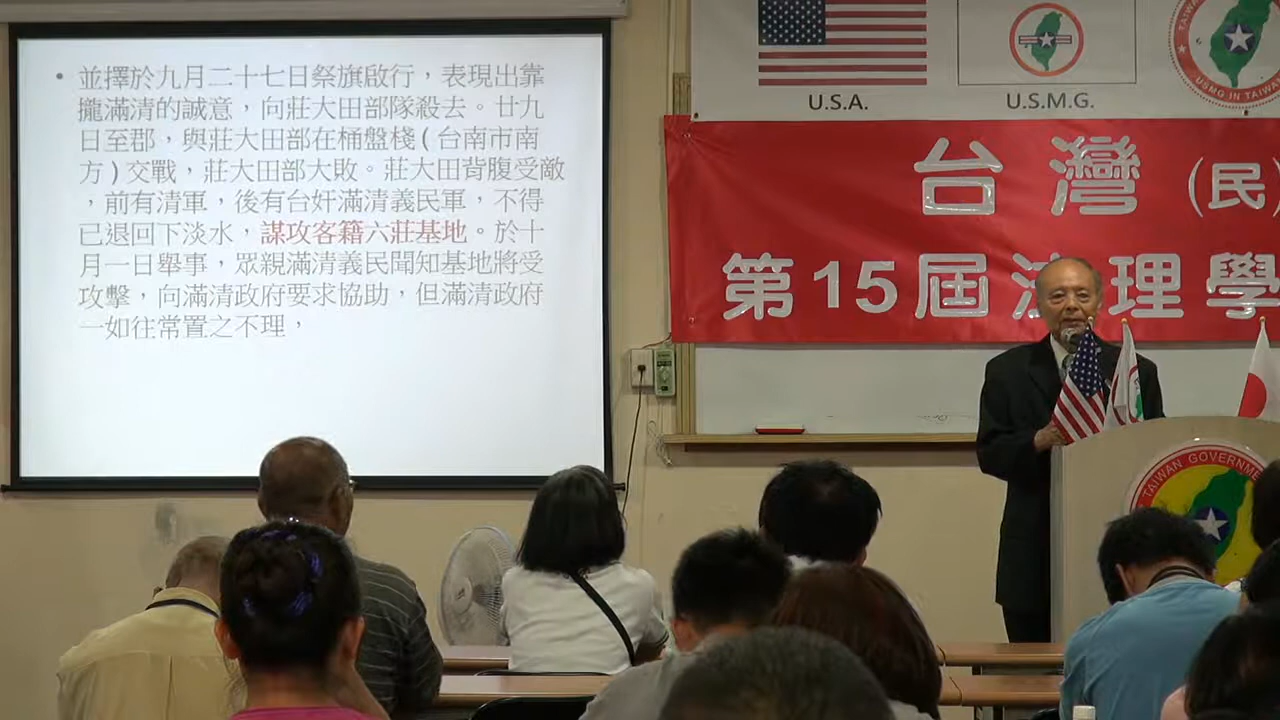 • 並擇於九月二十七日祭旗啟行，表現出靠
攏滿清的誠意，向莊大田部隊殺去。廿九
日至郡，與莊大田部在桶盤棧(台南市南
方)交戰，莊大田部大敗。莊大田背腹受敵
，前有清軍，後有台奸滿清義民軍，不得
已退回下淡水，謀攻客籍六莊基地。於十
月一日舉事，眾親滿清義民聞知基地將受
攻擊，向滿清政府要求協助，但滿清政府
一如往常置之不理，
U.S.A.
U.S.M.G.
USMG IN TAIWAN
台灣(民)
第15屆法理學
TAIWAN GOVERNME